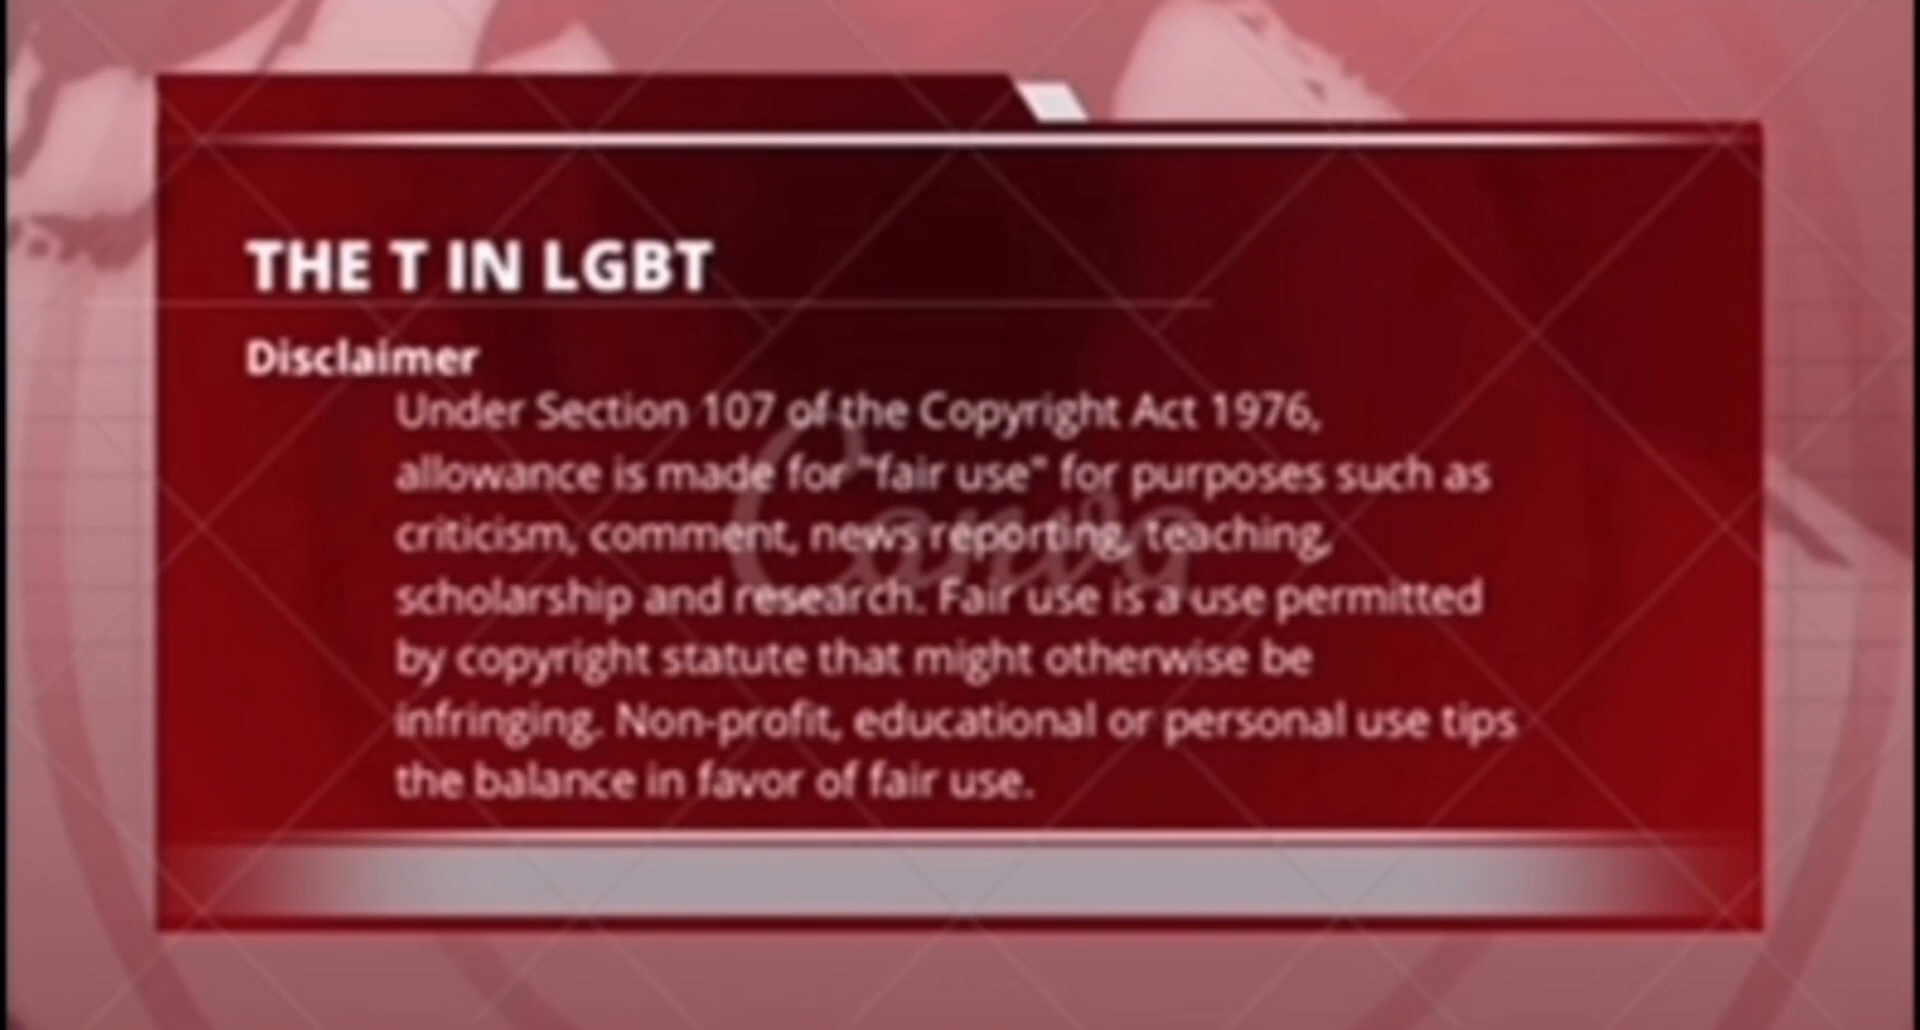 THE T IN LGBT
Disclaimer
Under Section 107 of the Copyright Act 1976,
allowance is made for "fair use" for purposes such as
criticism, comment, news reporting, teaching,
scholarship and research. Fair use is a use permitted
by copyright statute that might otherwise be
infringing. Non-profit, educational or personal use tips
the balance in favor of fair use.
Canva